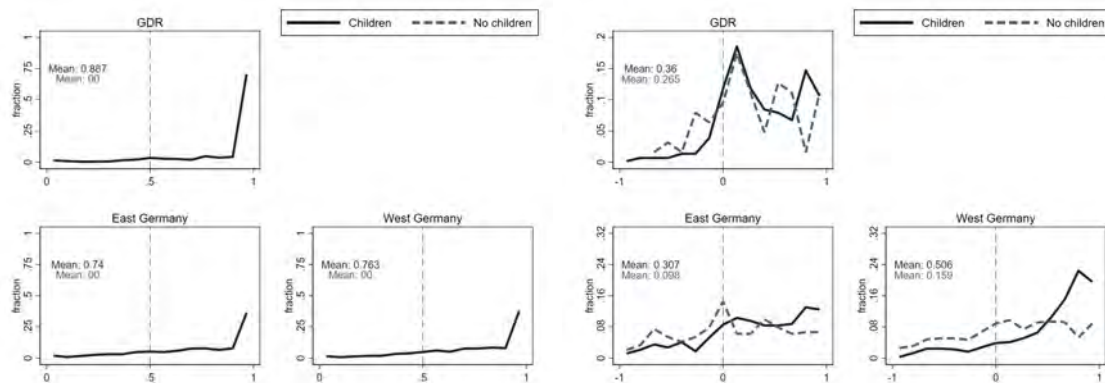 Children   No children
GDR
fraction
0 .25 .5 .75 1
Mean: 0.887
Mean: 00
0 .5 1
East Germany
fraction
0 .25 .5 .75 1
Mean: 0.74
Mean: 00
0 .5 1
West Germany
fraction
0 .25 .5 .75 1
Mean: 0.763
Mean: 00
0 .5 1
Children   No children
GDR
fraction
0 .05 .1 .15 .2
Mean: 0.36
Mean: 0.265
-1 0 1
East Germany
fraction
0 .08 .16 .24 .32
Mean: 0.307
Mean: 0.098
-1 0 1
West Germany
fraction
0 .08 .16 .24 .32
Mean: 0.506
Mean: 0.159
-1 0 1